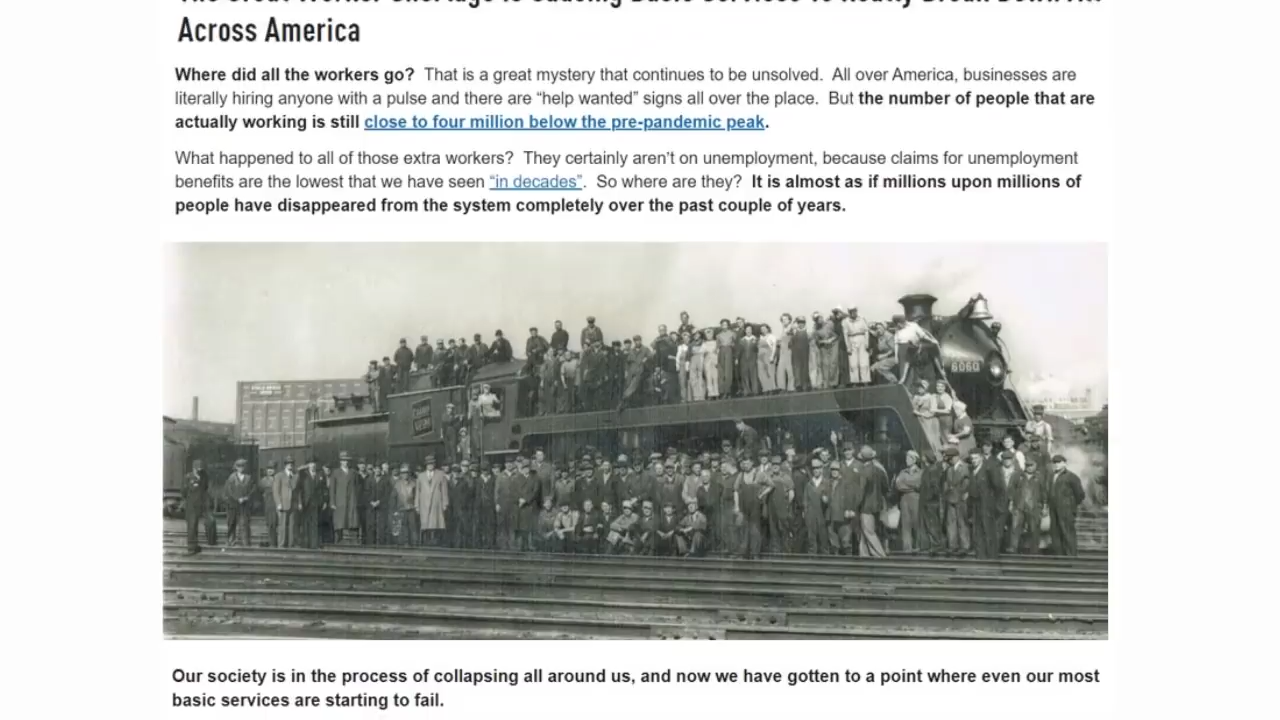 Across America
Where did all the workers go? That is a great mystery that continues to be unsolved. All over America, businesses are
literally hiring anyone with a pulse and there are “help wanted” signs all over the place. But the number of people that are
actually working is still close to four million below the pre-pandemic peak.
What happened to all of those extra workers? They certainly aren’t on unemployment, because claims for unemployment
benefits are the lowest that we have seen “in decades”. So where are they? It is almost as if millions upon millions of
people have disappeared from the system completely over the past couple of years.
6060
Our society is in the process of collapsing all around us, and now we have gotten to a point where even our most
basic services are starting to fail.